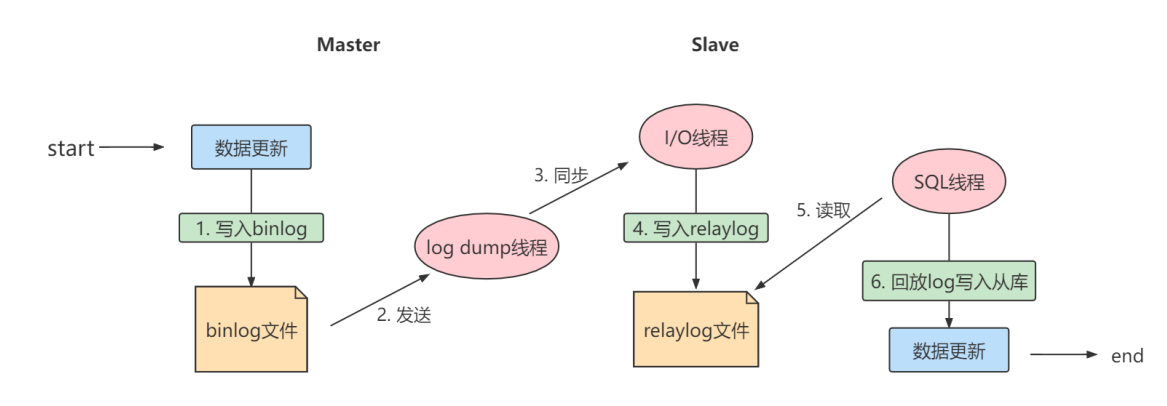 Master
Slave
start
数据更新
1. 写入binlog
binlog文件
2. 发送
log dump线程
3. 同步
I/O线程
4. 写入relaylog
relaylog文件
5. 读取
SQL线程
6. 回放log写入从库
数据更新
end